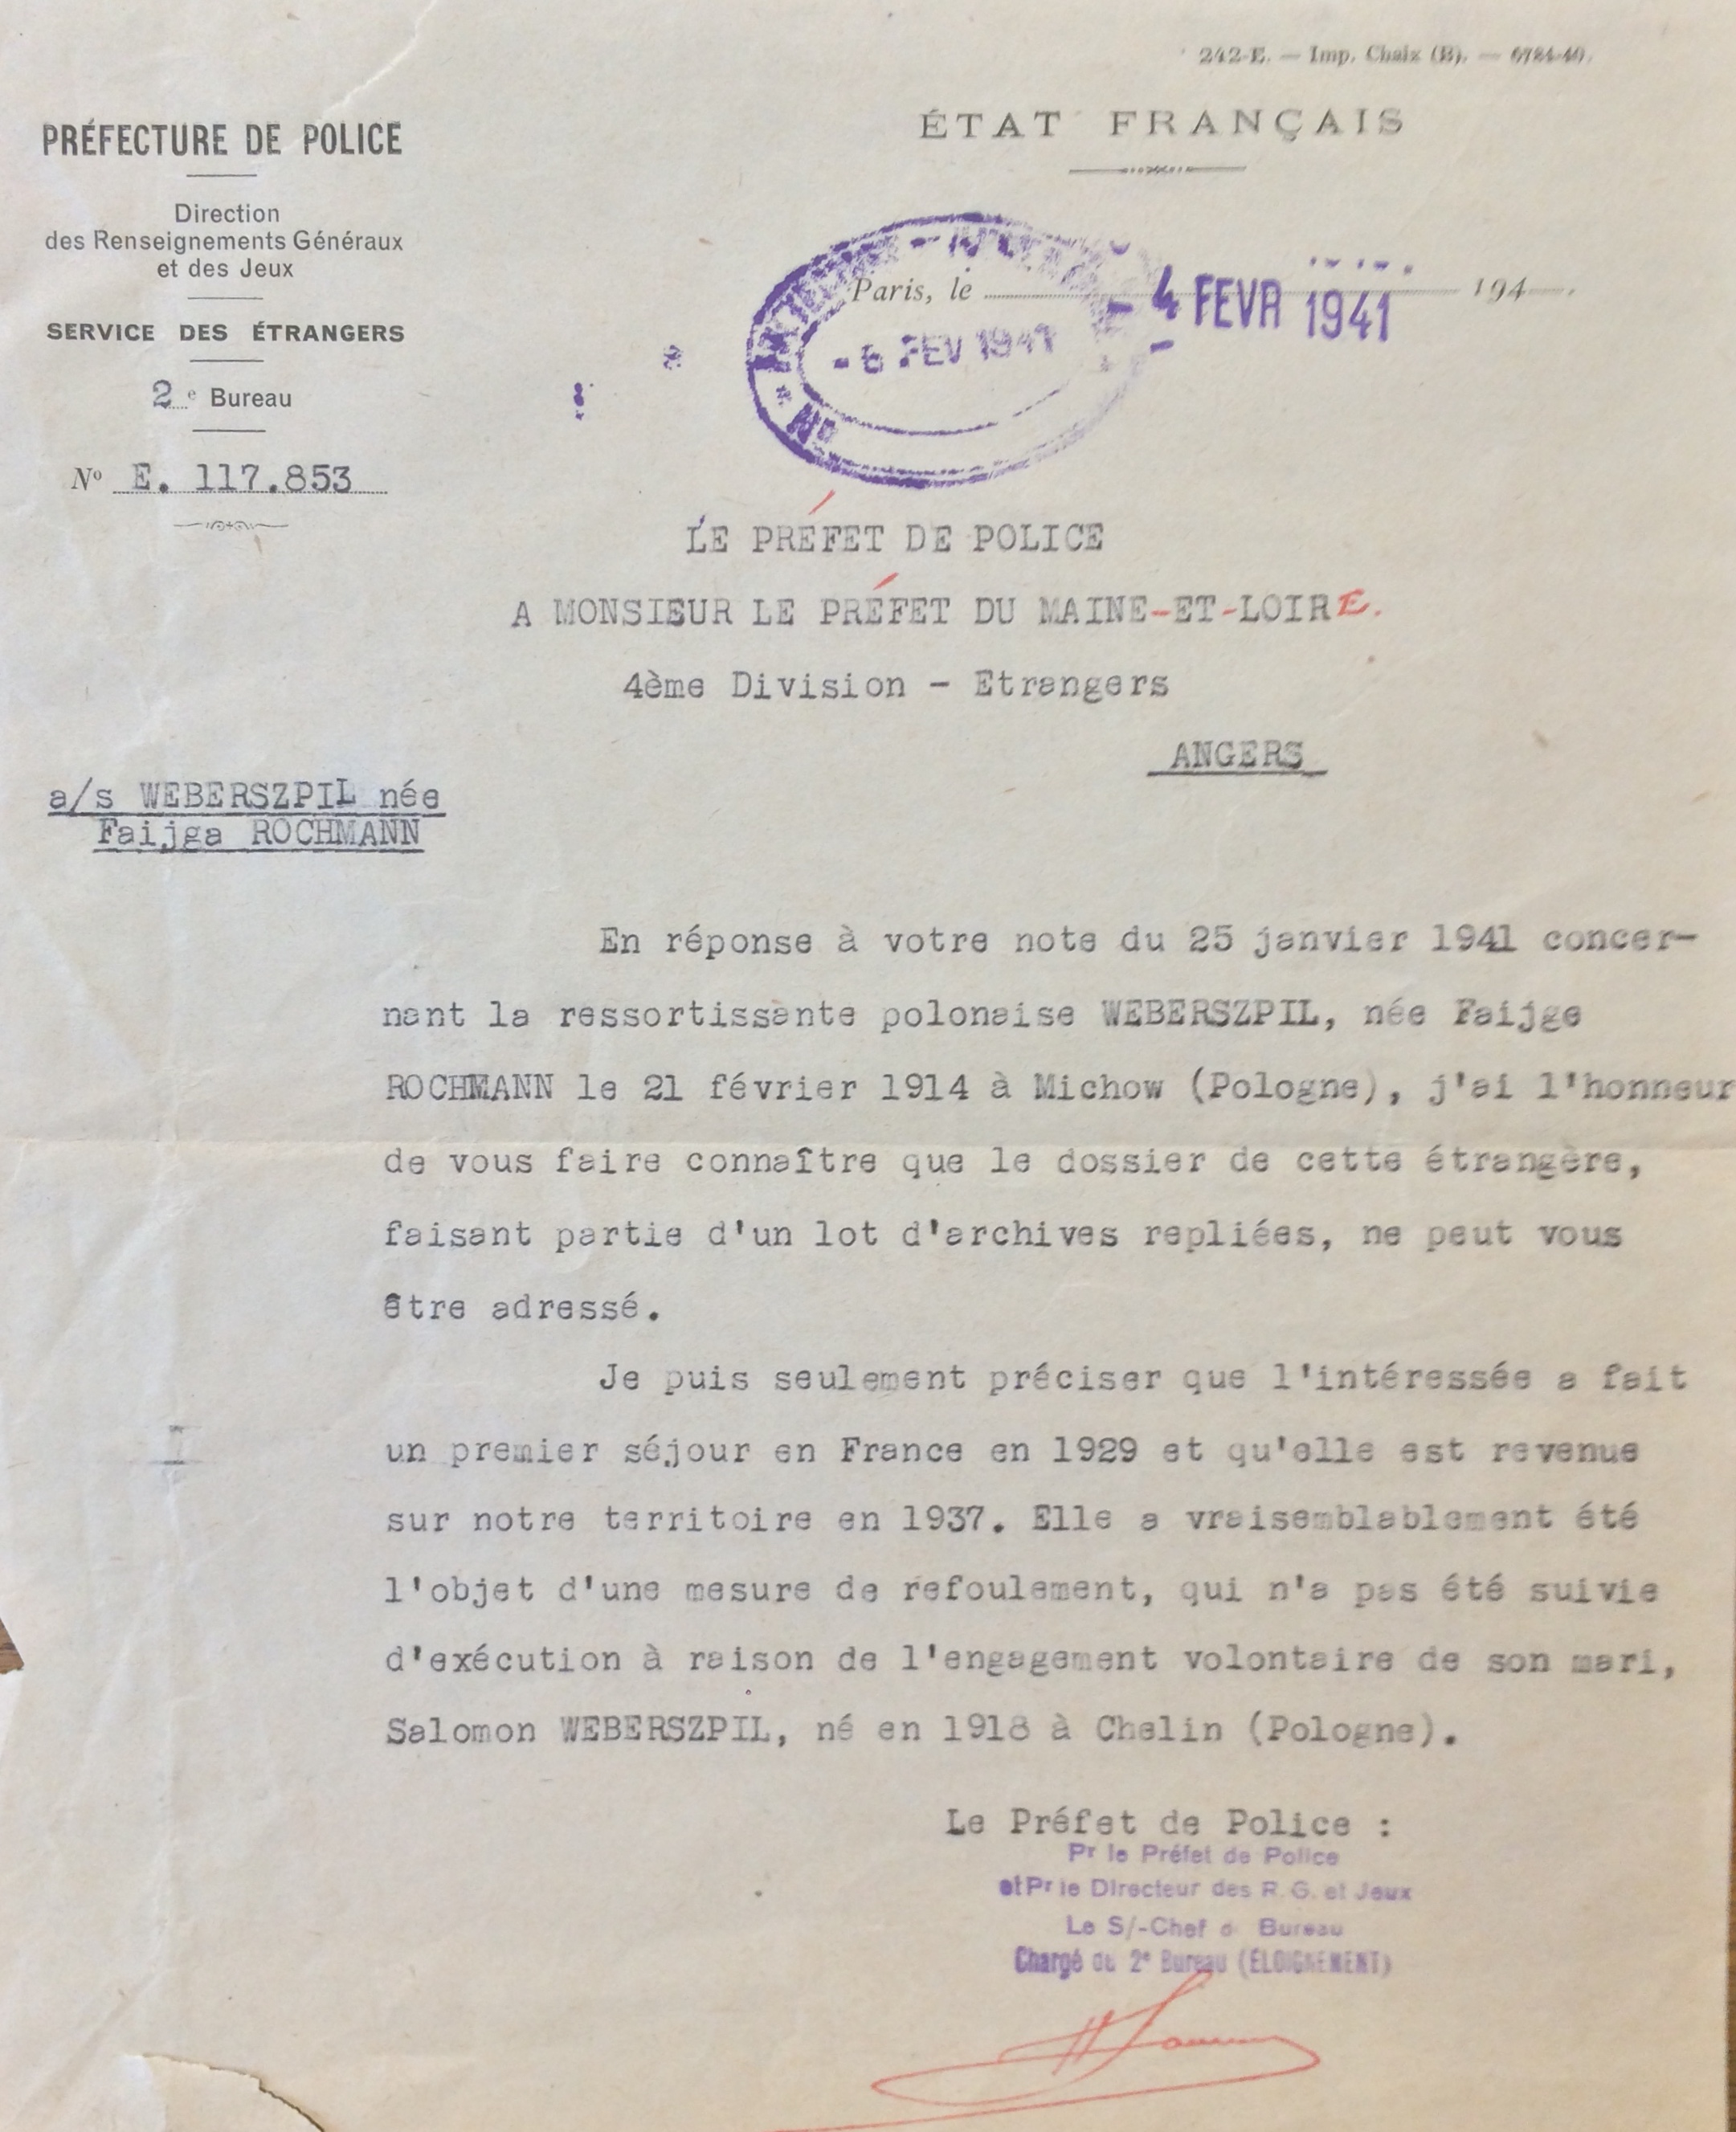 242-E. — Imp. Chaix (B). — 6784-40.
PRÉFECTURE DE POLICE
Direction
des Renseignements Généraux
et des Jeux
SERVICE DES ÉTRANGERS
2e Bureau
No E. 117.853
ÉTAT FRANÇAIS
Paris, le - 4 FEVR 1941 194
- 6 FEV 1941
LE PRÉFET DE POLICE
A MONSIEUR LE PRÉFET DU MAINE-ET-LOIRE.
4ème Division - Etrangers
ANGERS
a/s WEBERSZPIL née
Faijga ROCHMANN
En réponse à votre note du 25 janvier 1941 concer-
nant la ressortissante polonaise WEBERSZPIL, née Faijga
ROCHMANN le 21 février 1914 à Michow (Pologne), j'ai l'honneur
de vous faire connaître que le dossier de cette étrangère,
faisant partie d'un lot d'archives repliées, ne peut vous
être adressé.
Je puis seulement préciser que l'intéressée a fait
un premier séjour en France en 1929 et qu'elle est revenue
sur notre territoire en 1937. Elle a vraisemblablement été
l'objet d'une mesure de refoulement, qui n'a pas été suivie
d'exécution à raison de l'engagement volontaire de son mari,
Salomon WEBERSZPIL, né en 1918 à Chelin (Pologne).
Le Préfet de Police :
Pr le Préfet de Police
et Pr le Directeur des R. G. et Jeux
Le S/-Chef d Bureau
Chargé du 2e Bureau (ÉLOIGNEMENT)